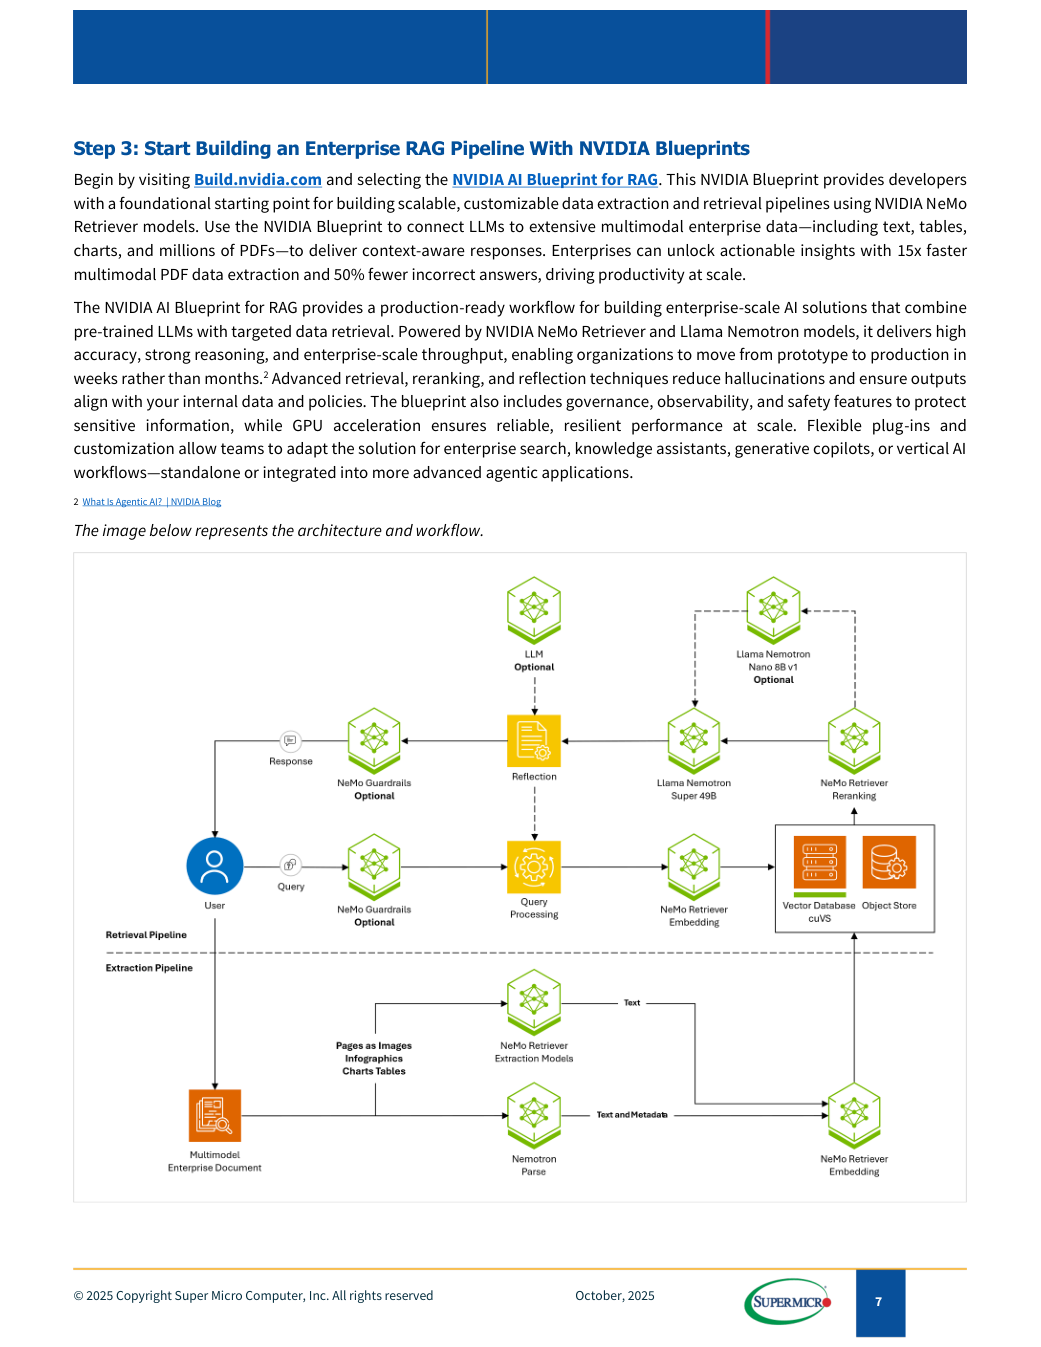 Step 3: Start Building an Enterprise RAG Pipeline With NVIDIA Blueprints
Begin by visiting Build.nvidia.com and selecting the NVIDIA AI Blueprint for RAG. This NVIDIA Blueprint provides developers
with a foundational starting point for building scalable, customizable data extraction and retrieval pipelines using NVIDIA NeMo
Retriever models. Use the NVIDIA Blueprint to connect LLMs to extensive multimodal enterprise data—including text, tables,
charts, and millions of PDFs—to deliver context-aware responses. Enterprises can unlock actionable insights with 15x faster
multimodal PDF data extraction and 50% fewer incorrect answers, driving productivity at scale.
The NVIDIA AI Blueprint for RAG provides a production-ready workflow for building enterprise-scale AI solutions that combine
pre-trained LLMs with targeted data retrieval. Powered by NVIDIA NeMo Retriever and Llama Nemotron models, it delivers high
accuracy, strong reasoning, and enterprise-scale throughput, enabling organizations to move from prototype to production in
weeks rather than months.2 Advanced retrieval, reranking, and reflection techniques reduce hallucinations and ensure outputs
align with your internal data and policies. The blueprint also includes governance, observability, and safety features to protect
sensitive information, while GPU acceleration ensures reliable, resilient performance at scale. Flexible plug-ins and
customization allow teams to adapt the solution for enterprise search, knowledge assistants, generative copilots, or vertical AI
workflows—standalone or integrated into more advanced agentic applications.
2 What Is Agentic AI? | NVIDIA Blog
The image below represents the architecture and workflow.
LLM
Optional
Llama Nemotron
Nano 8B v1
Optional
Response
NeMo Guardrails
Optional
Reflection
Llama Nemotron
Super 49B
NeMo Retriever
Reranking
User
Query
NeMo Guardrails
Optional
Query
Processing
NeMo Retriever
Embedding
Vector Database
cuVS
Object Store
Retrieval Pipeline
Extraction Pipeline
Pages as Images
Infographics
Charts Tables
NeMo Retriever
Extraction Models
Text
Multimodel
Enterprise Document
Nemotron
Parse
Text and Metadata
NeMo Retriever
Embedding
© 2025 Copyright Super Micro Computer, Inc. All rights reserved
October, 2025
SUPERMICRO
7